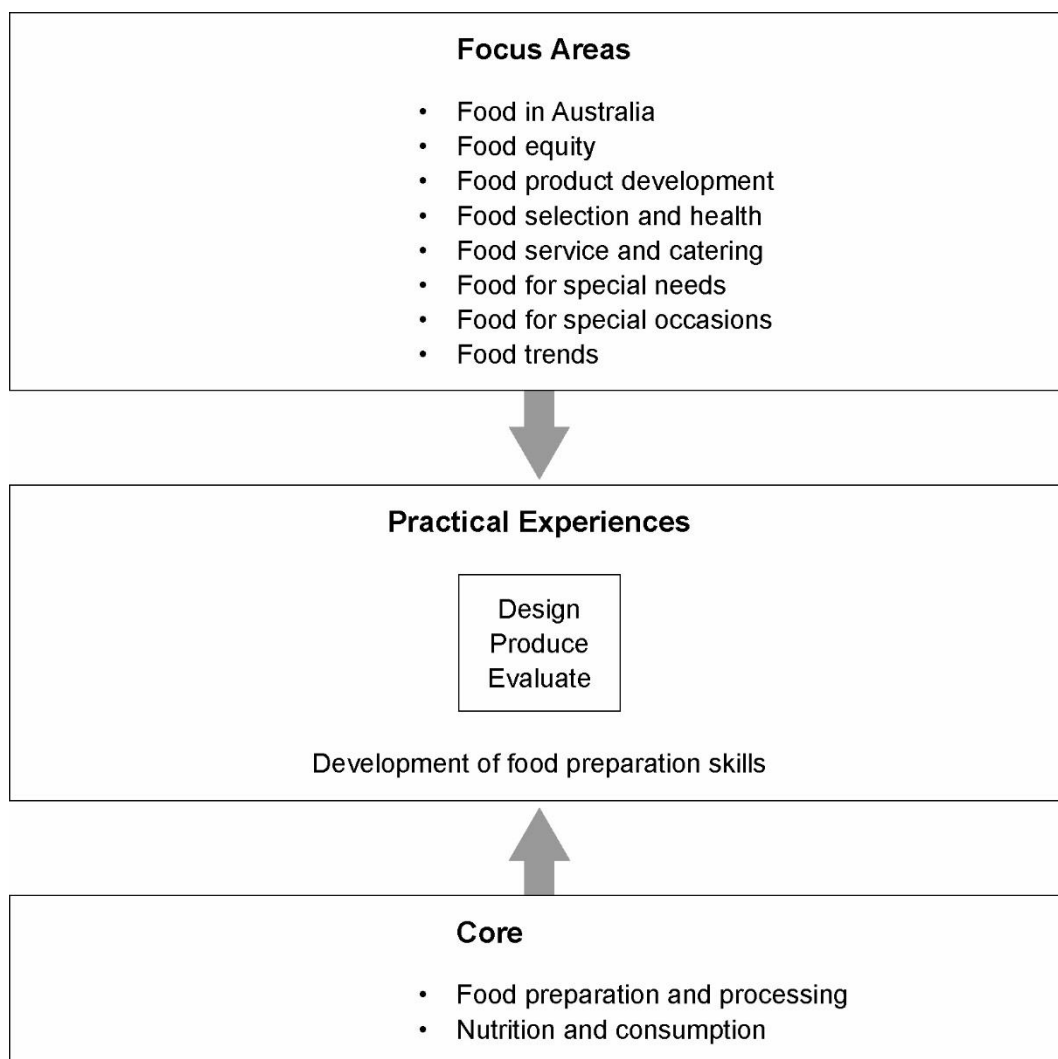 Focus Areas
• Food in Australia
• Food equity
• Food product development
• Food selection and health
• Food service and catering
• Food for special needs
• Food for special occasions
• Food trends
Practical Experiences
Design
Produce
Evaluate
Development of food preparation skills
Core
• Food preparation and processing
• Nutrition and consumption